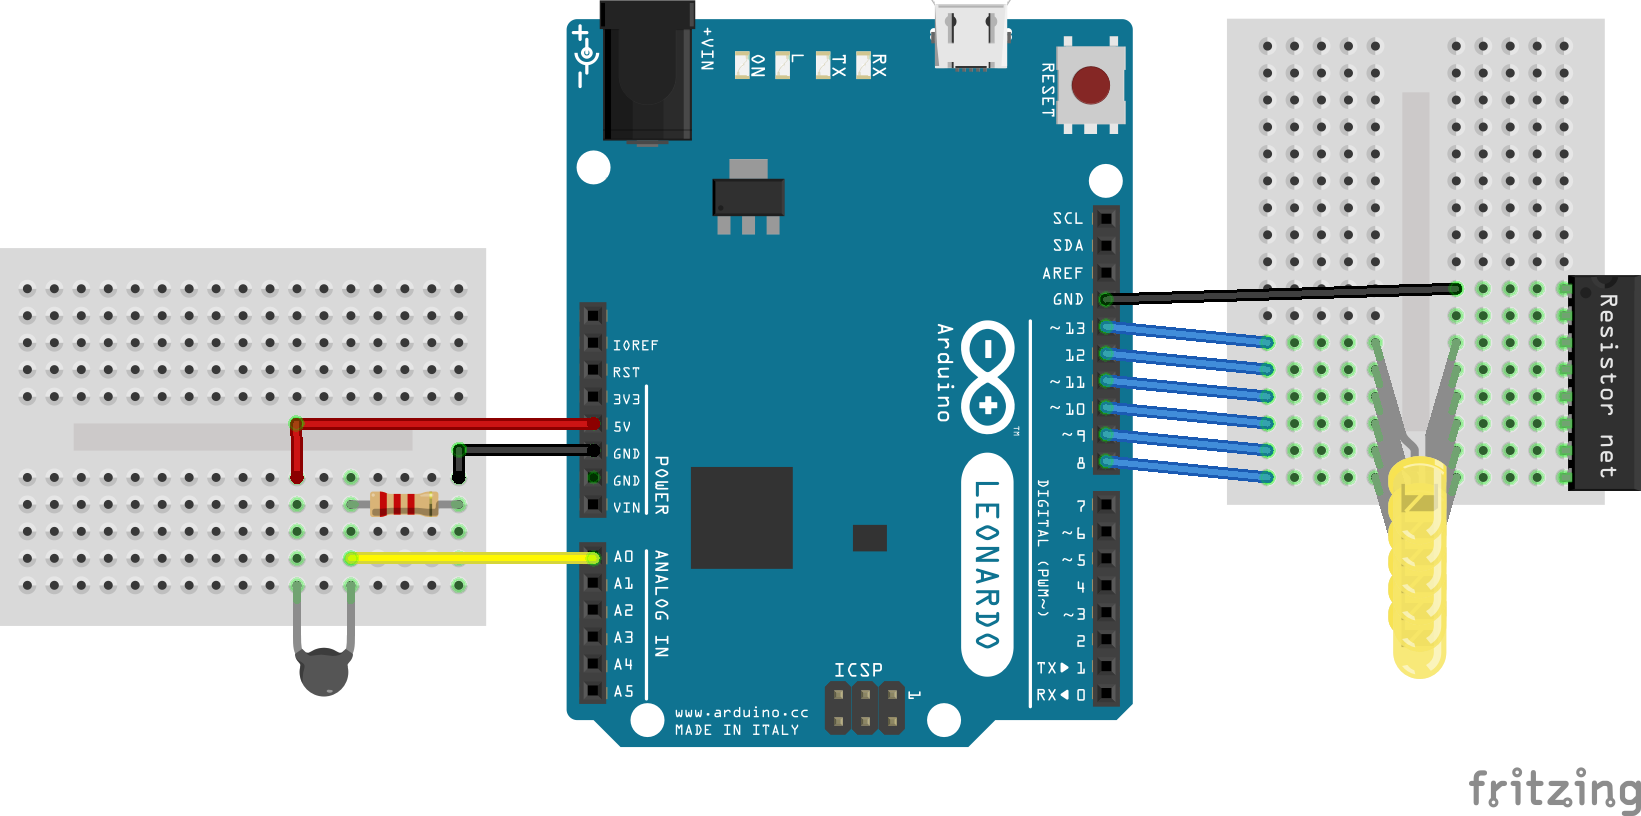 +VIN
ON
L
TX
RX
RESET
SCL
SDA
AREF
GND
~13
12
~11
~10
~9
8
7
~6
~5
4
~3
2
TX▶ 1
RX◀ 0
DIGITAL (PWM~)
IOREF
RST
3V3
5V
GND
GND
VIN
POWER
A0
A1
A2
A3
A4
A5
ANALOG IN
Arduino
TM
LEONARDO
ICSP
1
www.arduino.cc
MADE IN ITALY
Resistor net
fritzing